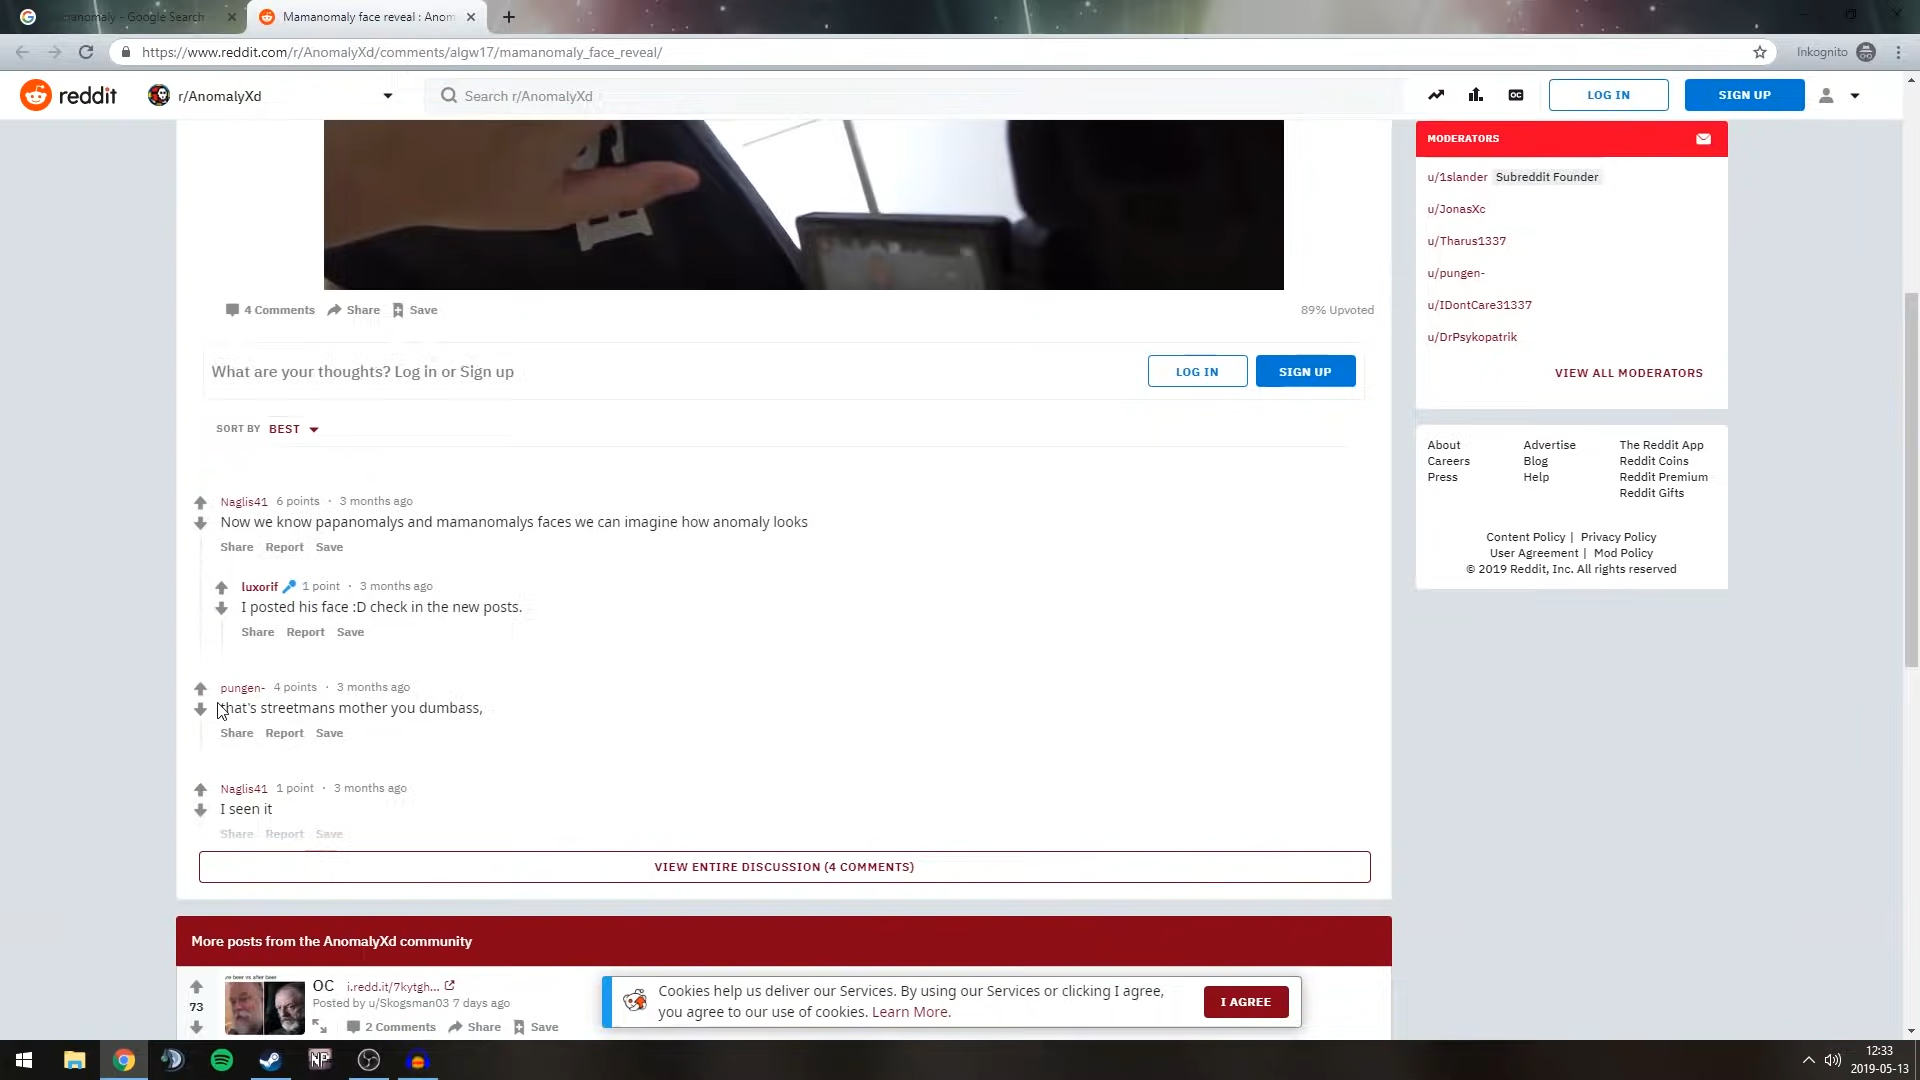 anomaly - Google Search
Mamanomaly face reveal : Anom
https://www.reddit.com/r/AnomalyXd/comments/algw17/mamanomaly_face_reveal/
Inkognito
reddit
r/AnomalyXd
Search r/AnomalyXd
LOG IN
SIGN UP
4 Comments
Share
Save
89% Upvoted
What are your thoughts? Log in or Sign up
LOG IN
SIGN UP
SORT BY BEST
Naglis41 6 points · 3 months ago
Now we know papanomalys and mamanomalys faces we can imagine how anomaly looks
Share Report Save
luxorif 1 point · 3 months ago
I posted his face :D check in the new posts.
Share Report Save
pungen- 4 points · 3 months ago
that's streetmans mother you dumbass,
Share Report Save
Naglis41 1 point · 3 months ago
I seen it
Share Report Save
VIEW ENTIRE DISCUSSION (4 COMMENTS)
More posts from the AnomalyXd community
73
OC i.redd.it/7kytgh...
Posted by u/Skogsman03 7 days ago
2 Comments Share Save
MODERATORS
u/1slander Subreddit Founder
u/JonasXc
u/Tharus1337
u/pungen-
u/IDontCare31337
u/DrPsykopatrik
VIEW ALL MODERATORS
About Advertise The Reddit App
Careers Blog Reddit Coins
Press Help Reddit Premium
Reddit Gifts
Content Policy | Privacy Policy
User Agreement | Mod Policy
© 2019 Reddit, Inc. All rights reserved
Cookies help us deliver our Services. By using our Services or clicking I agree,
you agree to our use of cookies. Learn More.
I AGREE
12:33
2019-05-13